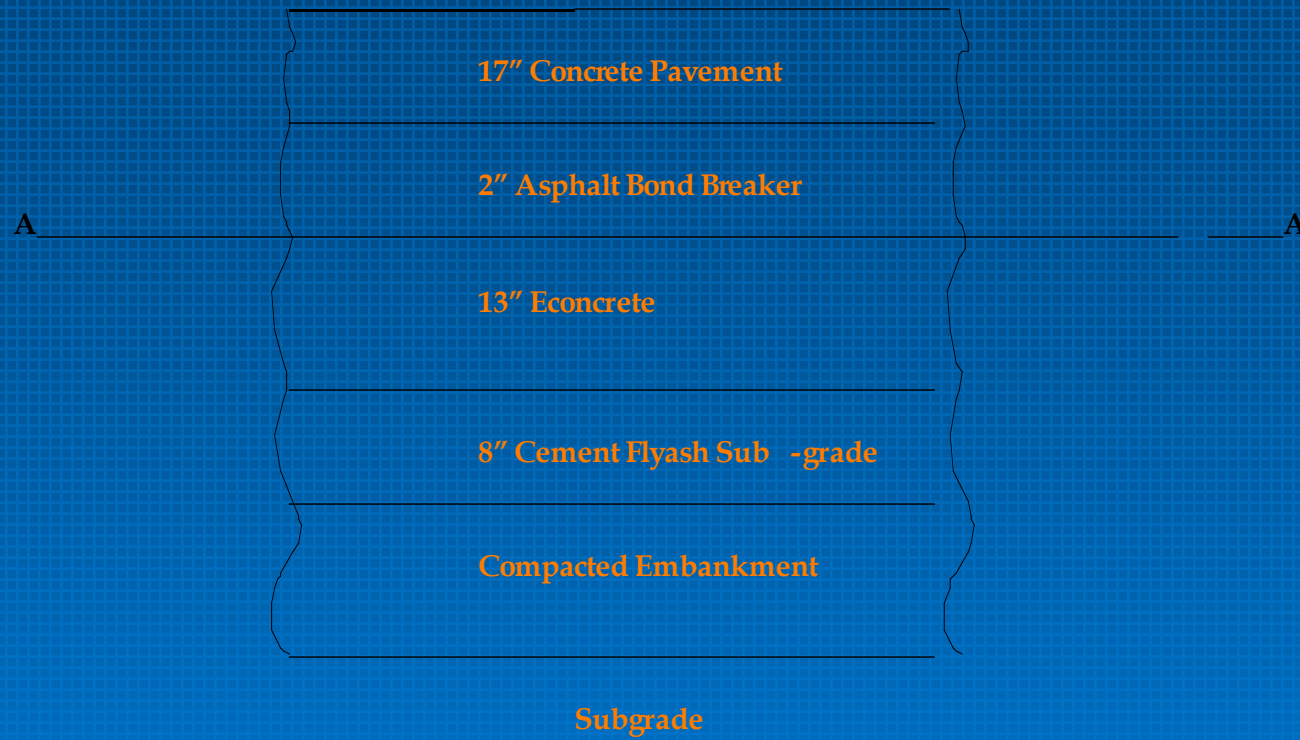 17” Concrete Pavement
2” Asphalt Bond Breaker
A A
13” Econcrete
8” Cement Flyash Sub -grade
Compacted Embankment
Subgrade